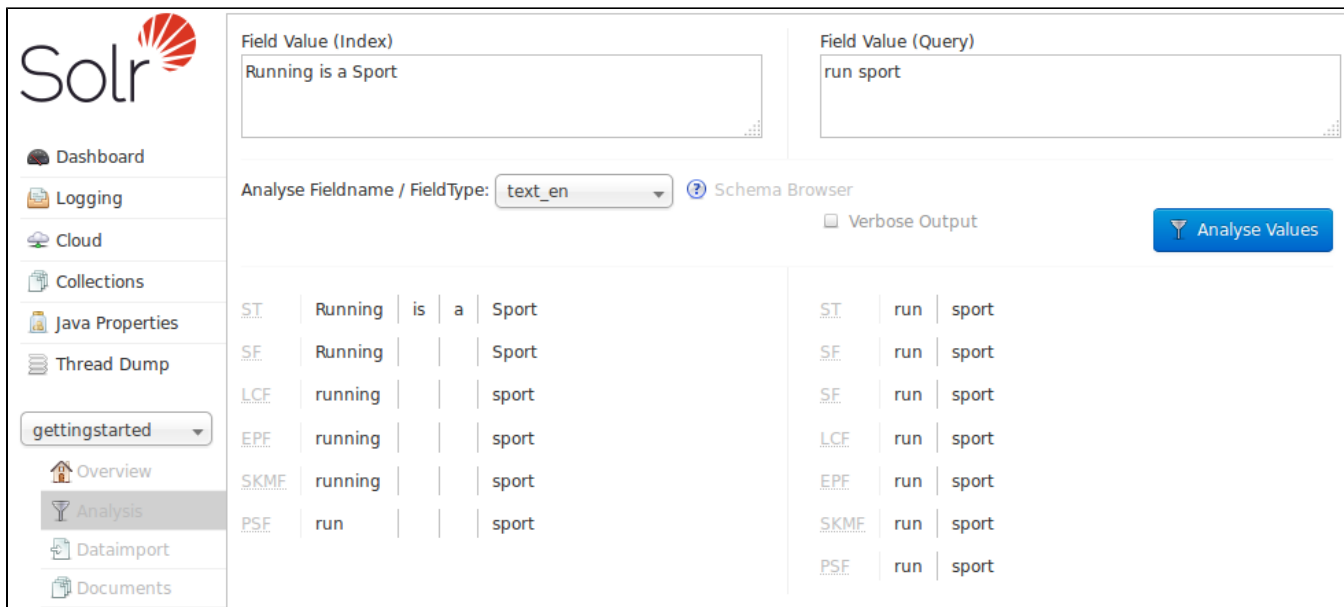 Solr
Dashboard
Logging
Cloud
Collections
Java Properties
Thread Dump
gettingstarted
Overview
Analysis
Dataimport
Documents
Field Value (Index)
Running is a Sport
Field Value (Query)
run sport
Analyse Fieldname / FieldType: text_en ? Schema Browser
Verbose Output
Analyse Values
ST Running is a Sport
SF Running Sport
LCF running sport
EPF running sport
SKMF running sport
PSF run sport
ST run sport
SF run sport
SF run sport
LCF run sport
EPF run sport
SKMF run sport
PSF run sport